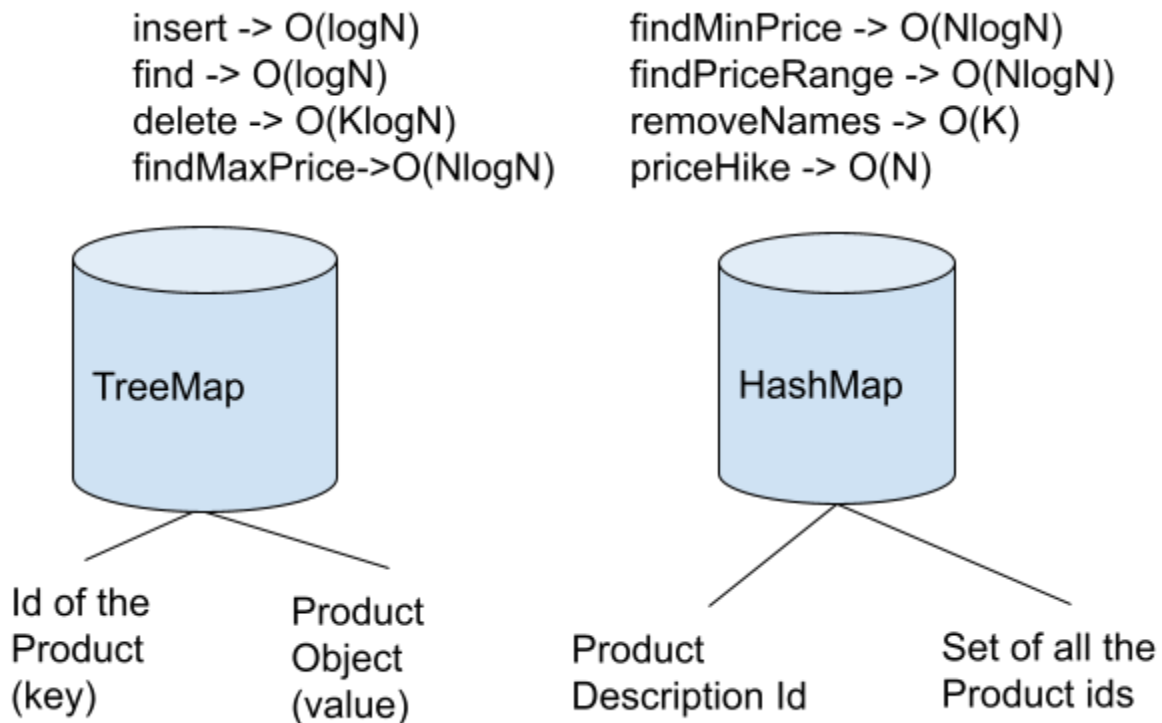 insert -> O(logN)
find -> O(logN)
delete -> O(KlogN)
findMaxPrice->O(NlogN)
findMinPrice -> O(NlogN)
findPriceRange -> O(NlogN)
removeNames -> O(K)
priceHike -> O(N)
TreeMap
HashMap
Id of the
Product
(key)
Product
Object
(value)
Product
Description Id
Set of all the
Product ids